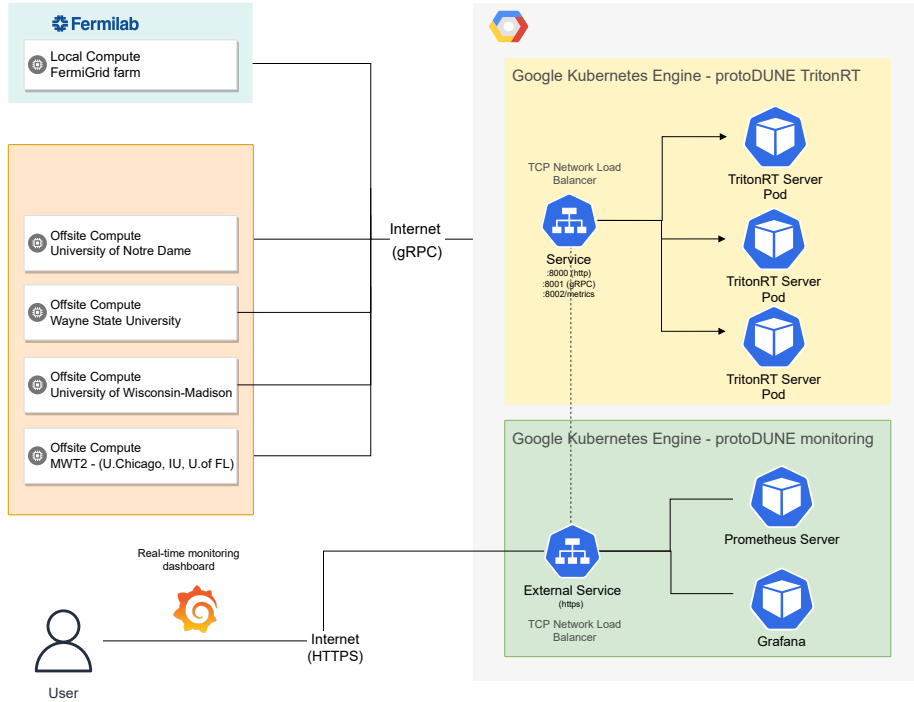 Fermilab
Local Compute
FermiGrid farm
Offsite Compute
University of Notre Dame
Offsite Compute
Wayne State University
Offsite Compute
University of Wisconsin-Madison
Offsite Compute
MWT2 - (U.Chicago, IU, U.of FL)
Internet
(gRPC)
Google Kubernetes Engine - protoDUNE TritonRT
TCP Network Load
Balancer
Service
:8000 (http)
:8001 (gRPC)
:8002/metrics
TritonRT Server
Pod
TritonRT Server
Pod
TritonRT Server
Pod
Google Kubernetes Engine - protoDUNE monitoring
Prometheus Server
External Service
(https)
TCP Network Load
Balancer
Grafana
Real-time monitoring
dashboard
Internet
(HTTPS)
User